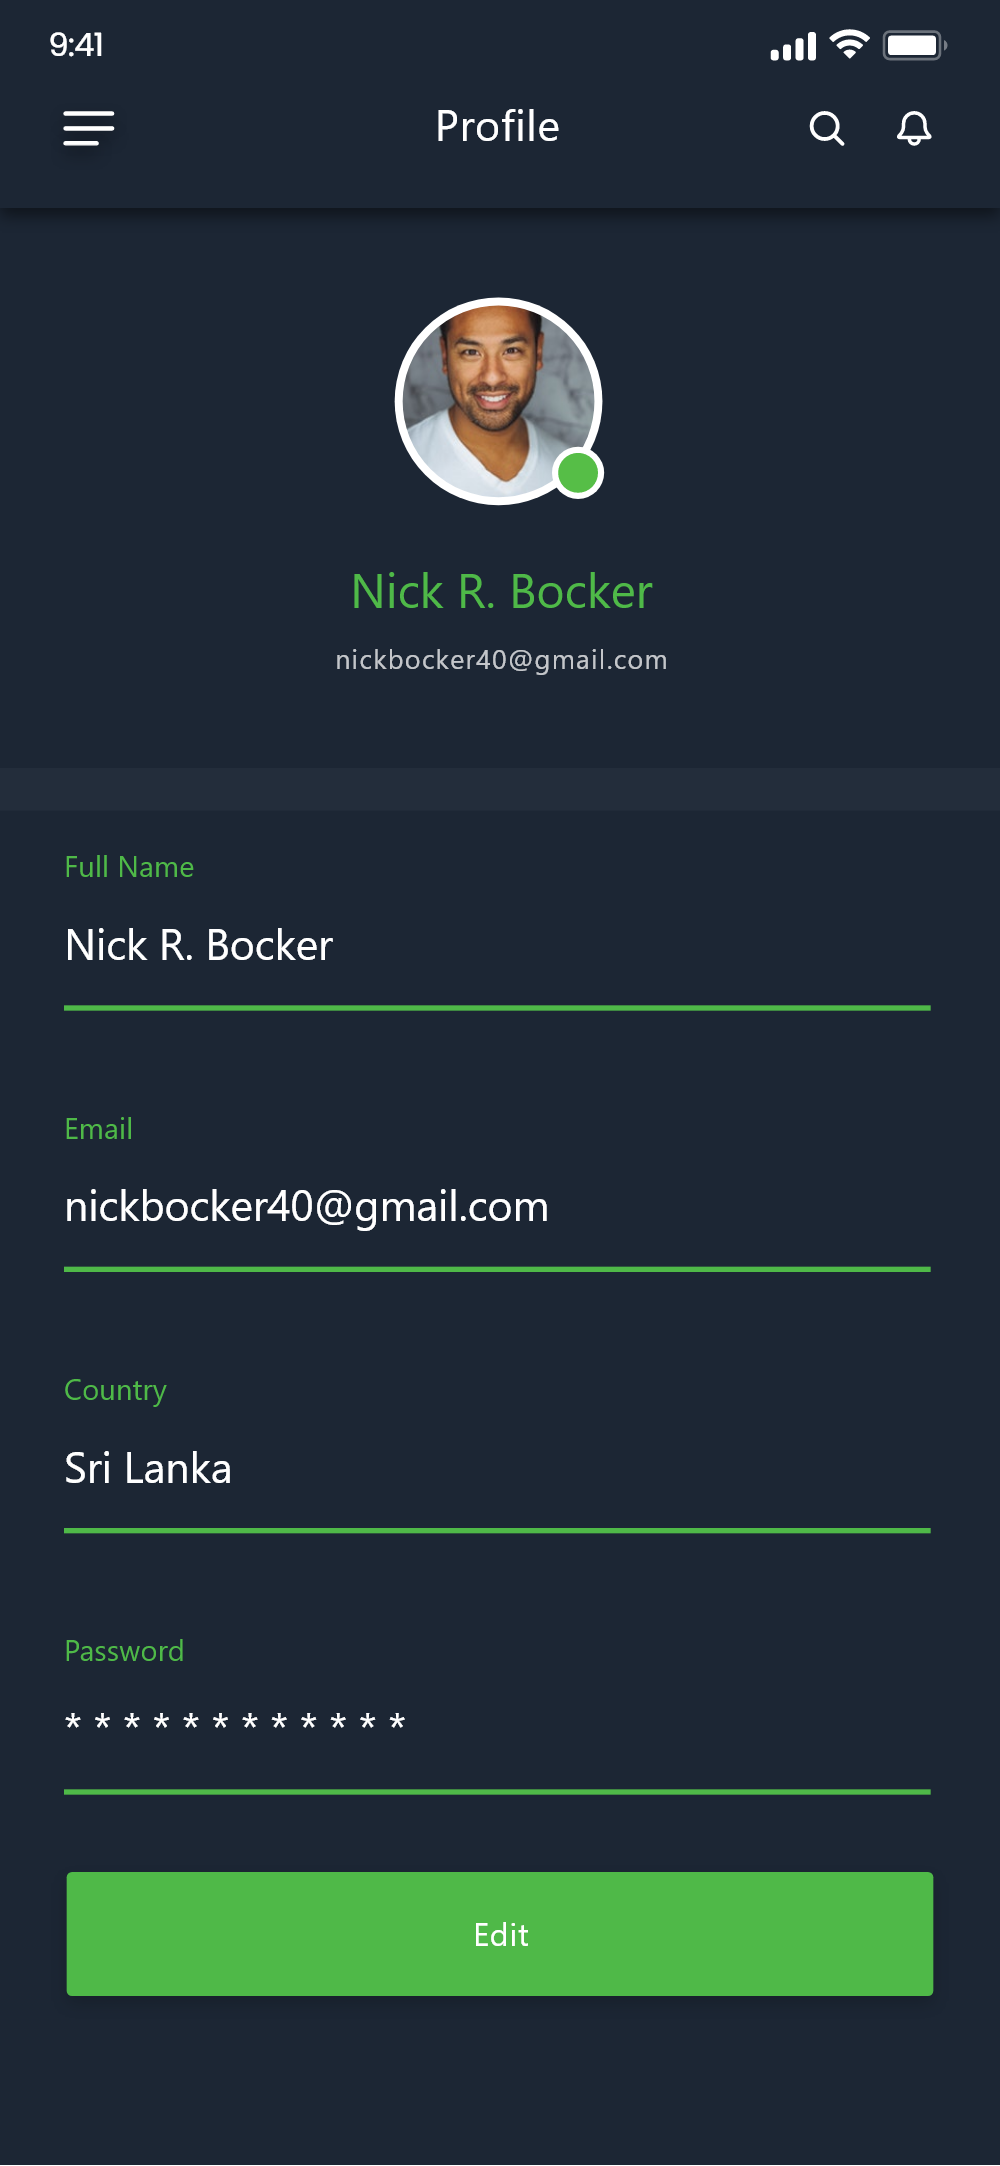 9:41
Profile
Nick R. Bocker
nickbocker40@gmail.com
Full Name
Nick R. Bocker
Email
nickbocker40@gmail.com
Country
Sri Lanka
Password
* * * * * * * * * * * *
Edit